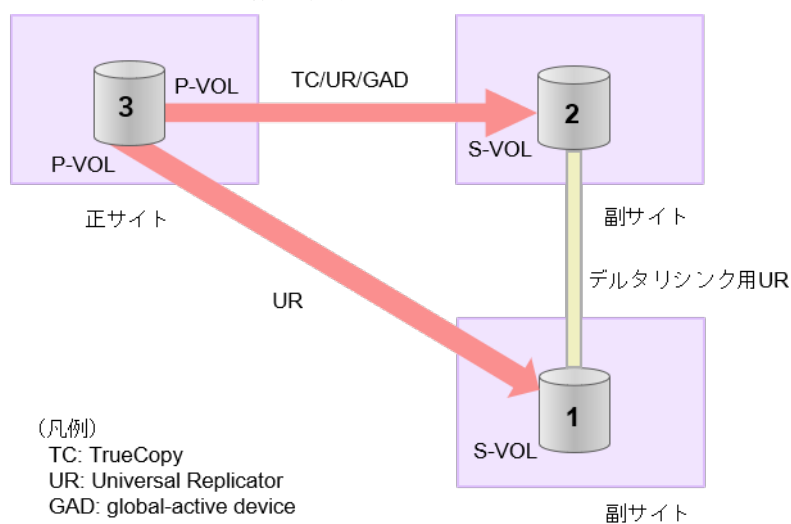 P-VOL
TC/UR/GAD
3
2
S-VOL
P-VOL
正サイト
副サイト
デルタリシンク用UR
UR
1
S-VOL
(凡例)
TC: TrueCopy
UR: Universal Replicator
GAD: global-active device
副サイト